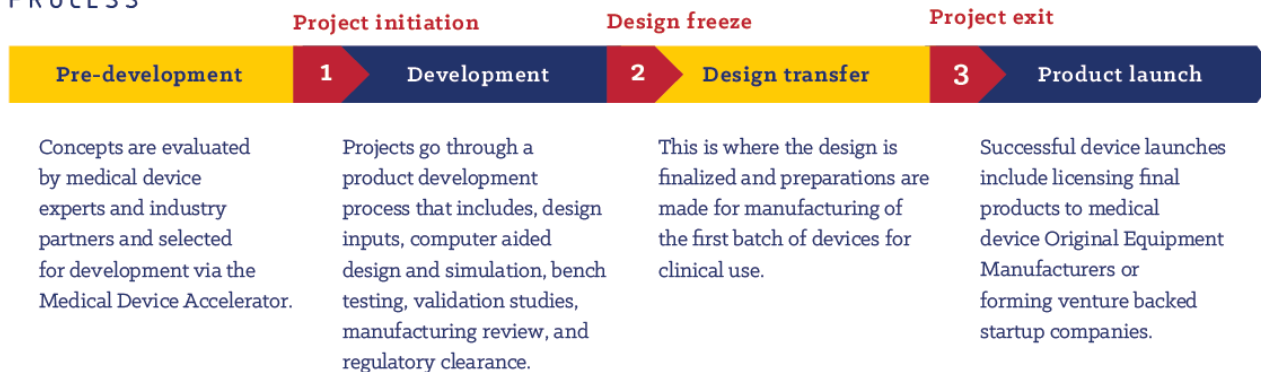 PROCESS
Project initiation
Design freeze
Project exit
Pre-development
1
Development
2
Design transfer
3
Product launch
Concepts are evaluated
by medical device
experts and industry
partners and selected
for development via the
Medical Device Accelerator.
Projects go through a
product development
process that includes, design
inputs, computer aided
design and simulation, bench
testing, validation studies,
manufacturing review, and
regulatory clearance.
This is where the design is
finalized and preparations are
made for manufacturing of
the first batch of devices for
clinical use.
Successful device launches
include licensing final
products to medical
device Original Equipment
Manufacturers or
forming venture backed
startup companies.